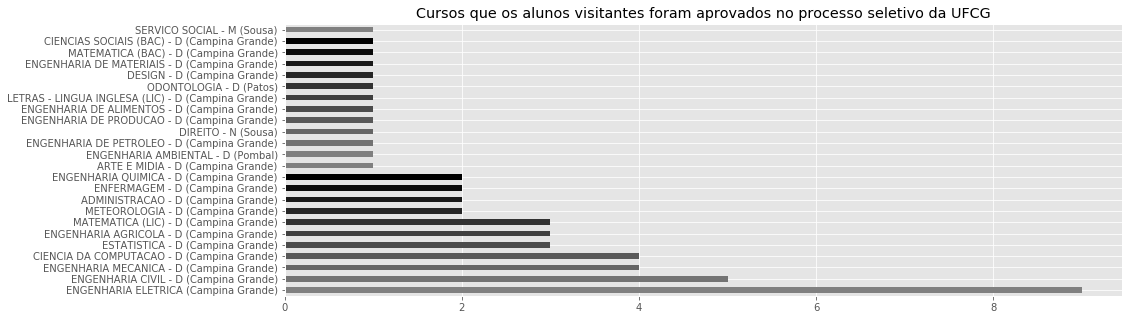 Cursos que os alunos visitantes foram aprovados no processo seletivo da UFCG
SERVICO SOCIAL - M (Sousa)
CIENCIAS SOCIAIS (BAC) - D (Campina Grande)
MATEMATICA (BAC) - D (Campina Grande)
ENGENHARIA DE MATERIAIS - D (Campina Grande)
DESIGN - D (Campina Grande)
ODONTOLOGIA - D (Patos)
LETRAS - LINGUA INGLESA (LIC) - D (Campina Grande)
ENGENHARIA DE ALIMENTOS - D (Campina Grande)
ENGENHARIA DE PRODUCAO - D (Campina Grande)
DIREITO - N (Sousa)
ENGENHARIA DE PETROLEO - D (Campina Grande)
ENGENHARIA AMBIENTAL - D (Pombal)
ARTE E MIDIA - D (Campina Grande)
ENGENHARIA QUIMICA - D (Campina Grande)
ENFERMAGEM - D (Campina Grande)
ADMINISTRACAO - D (Campina Grande)
METEOROLOGIA - D (Campina Grande)
MATEMATICA (LIC) - D (Campina Grande)
ENGENHARIA AGRICOLA - D (Campina Grande)
ESTATISTICA - D (Campina Grande)
CIENCIA DA COMPUTACAO - D (Campina Grande)
ENGENHARIA MECANICA - D (Campina Grande)
ENGENHARIA CIVIL - D (Campina Grande)
ENGENHARIA ELETRICA (Campina Grande)
0 2 4 6 8